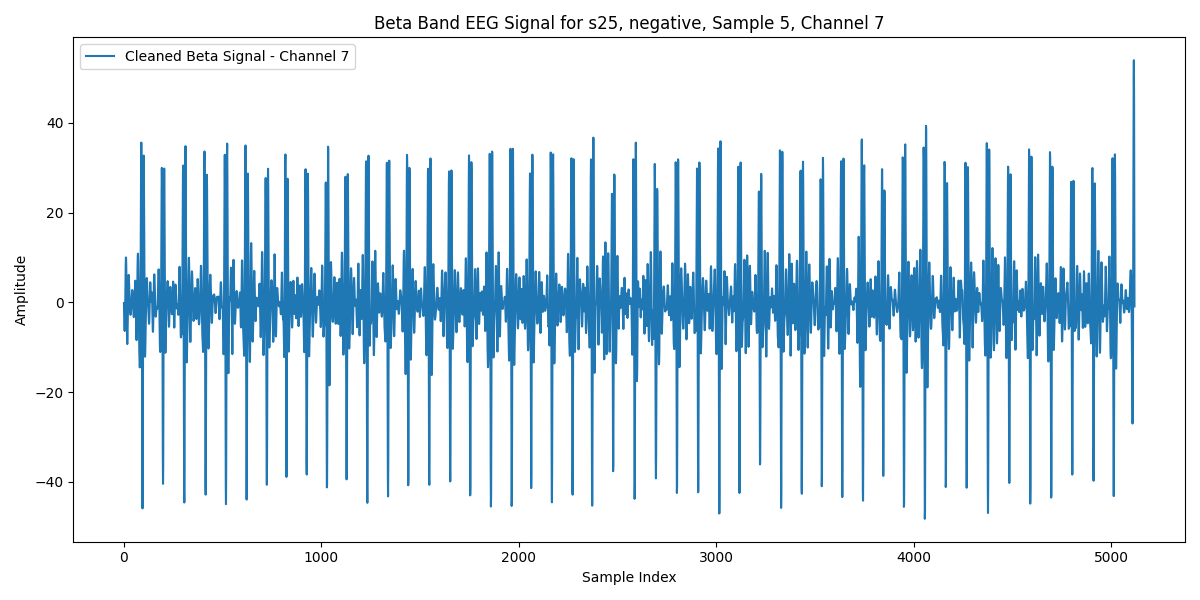 Beta Band EEG Signal for s25, negative, Sample 5, Channel 7
Cleaned Beta Signal - Channel 7
Amplitude
40
20
0
−20
−40
0 1000 2000 3000 4000 5000
Sample Index